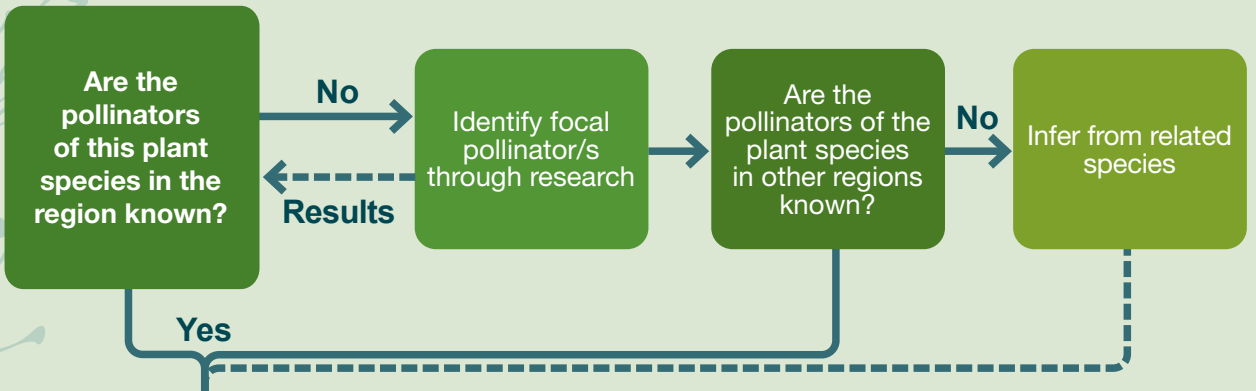 Are the
pollinators
of this plant
species in the
region known?
No
Results
Identify focal
pollinator/s
through research
Are the
pollinators of the
plant species
in other regions
known?
No
Infer from related
species
Yes